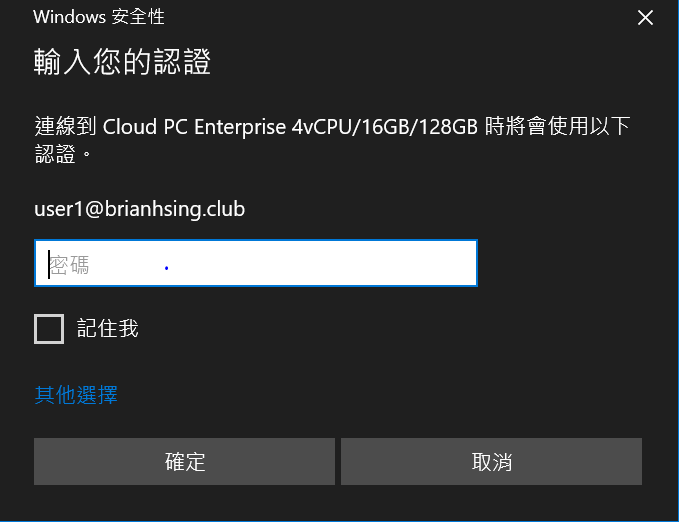 Windows 安全性
輸入您的認證
連線到 Cloud PC Enterprise 4vCPU/16GB/128GB 時將會使用以下
認證。
user1@brianhsing.club
密碼
記住我
其他選擇
確定
取消